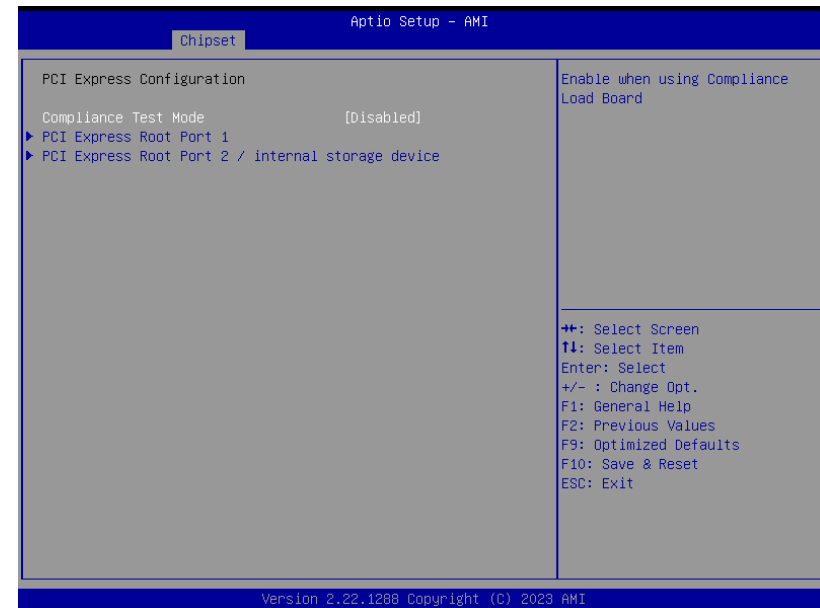 Aptio Setup - AMI
Chipset
PCI Express Configuration
Compliance Test Mode [Disabled]
PCI Express Root Port 1
PCI Express Root Port 2 / internal storage device
Enable when using Compliance
Load Board
→←: Select Screen
↑↓: Select Item
Enter: Select
+/- : Change Opt.
F1: General Help
F2: Previous Values
F9: Optimized Defaults
F10: Save & Reset
ESC: Exit
Version 2.22.1288 Copyright (C) 2023 AMI